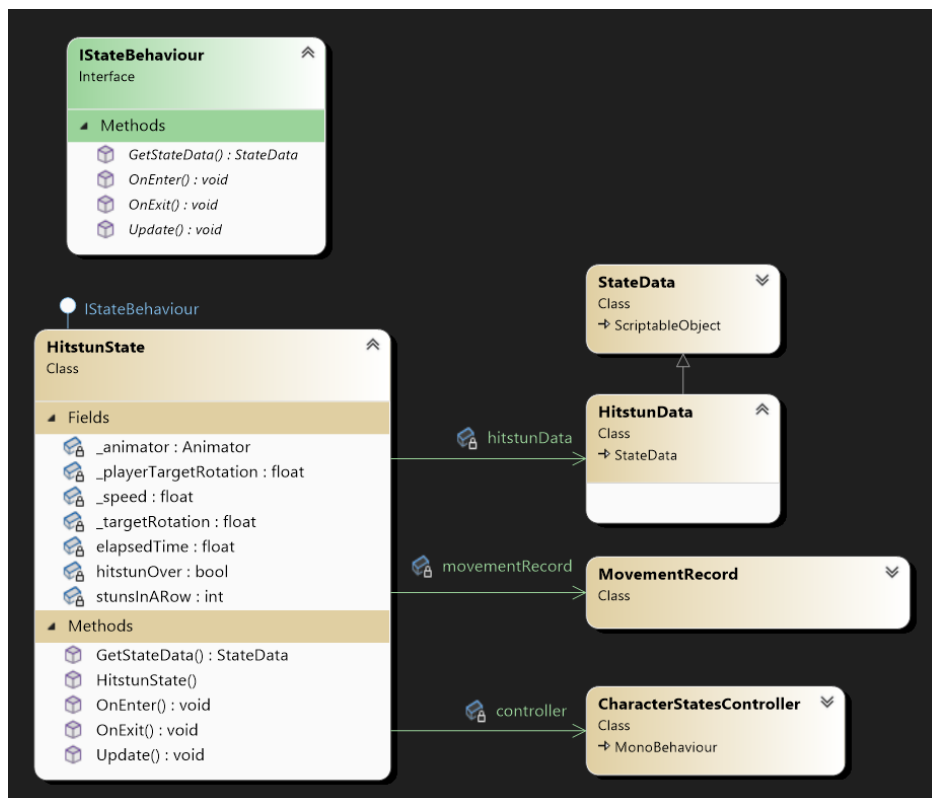 IStateBehaviour
Interface
Methods
GetStateData() : StateData
OnEnter() : void
OnExit() : void
Update() : void
IStateBehaviour
HitstunState
Class
Fields
_animator : Animator
_playerTargetRotation : float
_speed : float
_targetRotation : float
elapsedTime : float
hitstunOver : bool
stunsInARow : int
Methods
GetStateData() : StateData
HitstunState()
OnEnter() : void
OnExit() : void
Update() : void
hitstunData
movementRecord
controller
StateData
Class
ScriptableObject
HitstunData
Class
StateData
MovementRecord
Class
CharacterStatesController
Class
MonoBehaviour